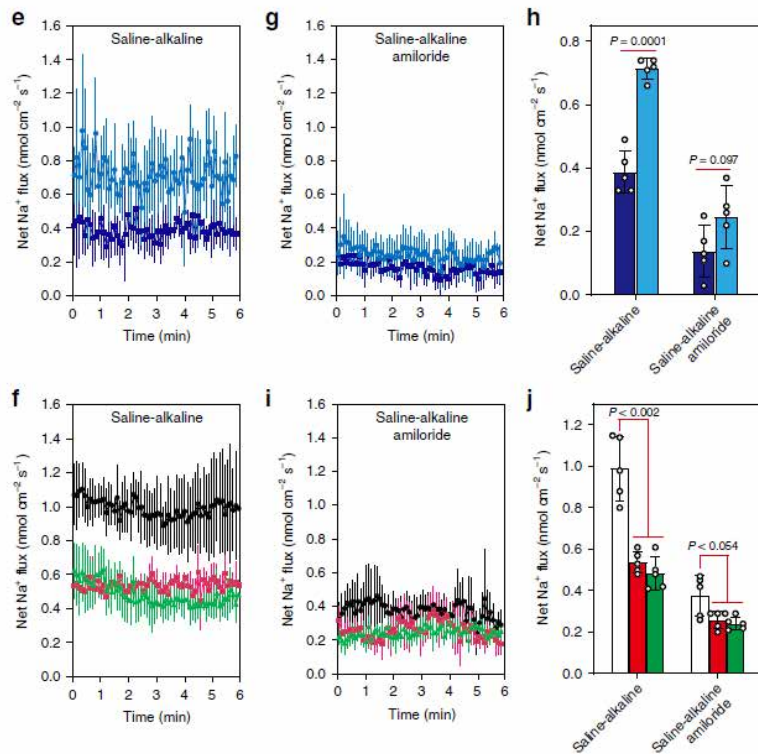 e
Saline-alkaline
Net Na⁺ flux (nmol cm⁻² s⁻¹)
1.6
1.4
1.2
1.0
0.8
0.6
0.4
0.2
0.0
0 1 2 3 4 5 6
Time (min)
g
Saline-alkaline
amiloride
Net Na⁺ flux (nmol cm⁻² s⁻¹)
1.6
1.4
1.2
1.0
0.8
0.6
0.4
0.2
0.0
0 1 2 3 4 5 6
Time (min)
h
P = 0.0001
P = 0.097
Net Na⁺ flux (nmol cm⁻² s⁻¹)
0.8
0.6
0.4
0.2
0.0
Saline-alkaline
Saline-alkaline
amiloride
f
Saline-alkaline
Net Na⁺ flux (nmol cm⁻² s⁻¹)
1.6
1.4
1.2
1.0
0.8
0.6
0.4
0.2
0.0
0 1 2 3 4 5 6
Time (min)
i
Saline-alkaline
amiloride
Net Na⁺ flux (nmol cm⁻² s⁻¹)
1.6
1.4
1.2
1.0
0.8
0.6
0.4
0.2
0.0
0 1 2 3 4 5 6
Time (min)
j
P < 0.002
P < 0.054
Net Na⁺ flux (nmol cm⁻² s⁻¹)
1.2
1.0
0.8
0.6
0.4
0.2
0.0
Saline-alkaline
Saline-alkaline
amiloride